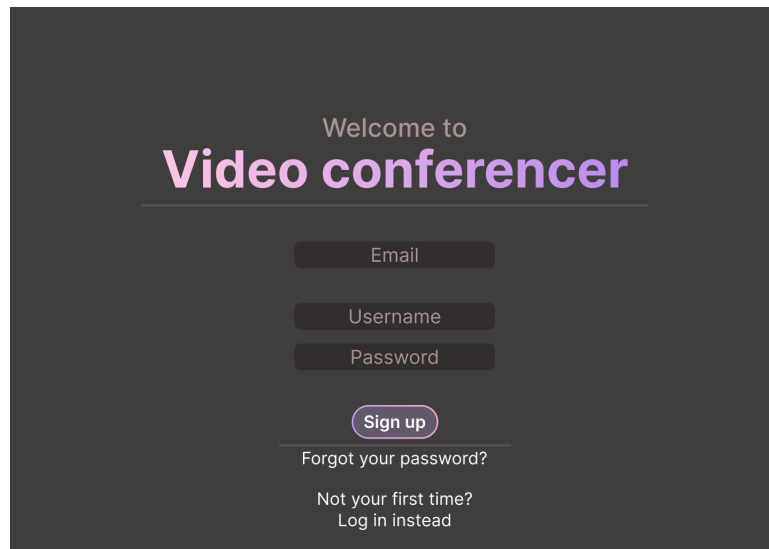 Welcome to
Video conferencer
Email
Username
Password
Sign up
Forgot your password?
Not your first time?
Log in instead